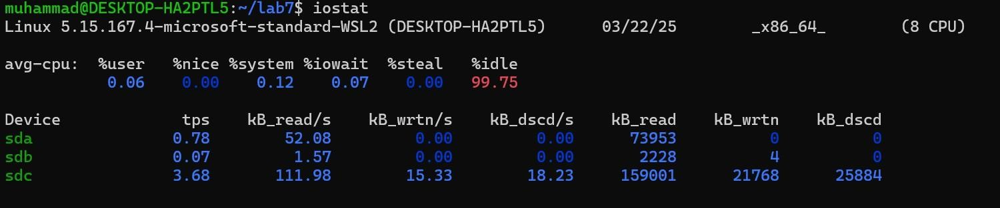 muhammad@DESKTOP-HA2PTL5:~/lab7$ iostat
Linux 5.15.167.4-microsoft-standard-WSL2 (DESKTOP-HA2PTL5) 03/22/25 _x86_64_ (8 CPU)
avg-cpu: %user %nice %system %iowait %steal %idle
0.06 0.00 0.12 0.07 0.00 99.75
Device tps kB_read/s kB_wrtn/s kB_dscd/s kB_read kB_wrtn kB_dscd
sda 0.78 52.08 0.00 0.00 73953 0 0
sdb 0.07 1.57 0.00 0.00 2228 4 0
sdc 3.68 111.98 15.33 18.23 159001 21768 25884